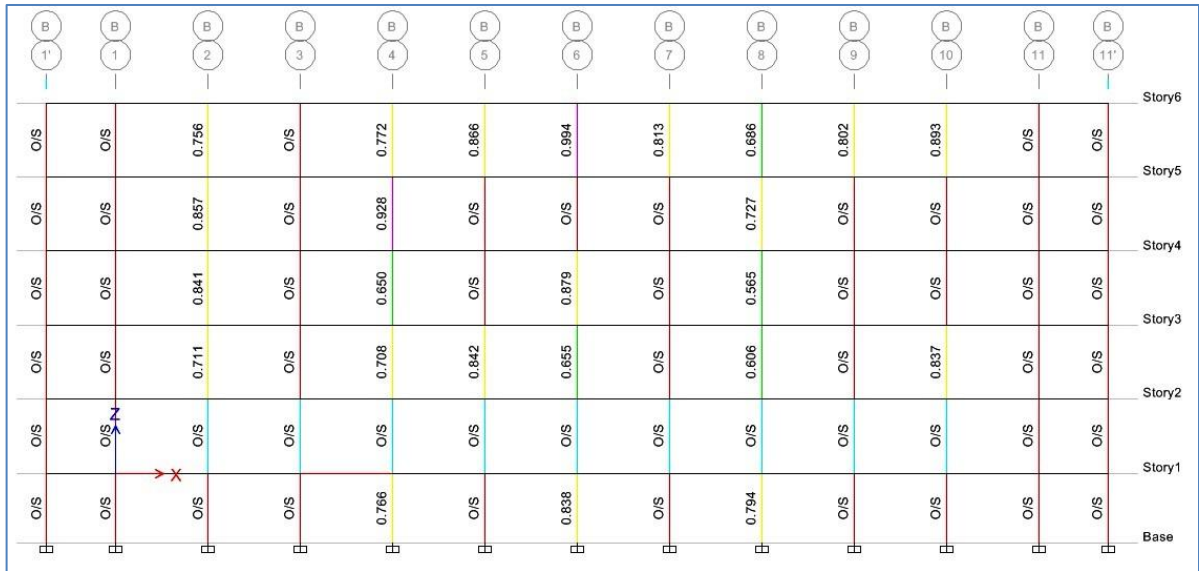 B B B B B B B B B B B B B
1' 1 2 3 4 5 6 7 8 9 10 11 11'
Story6
O/S O/S 0.756 O/S 0.772 0.866 0.994 0.813 0.686 0.802 0.893 O/S O/S
Story5
O/S O/S 0.857 O/S 0.928 O/S O/S O/S 0.727 O/S O/S O/S O/S
Story4
O/S O/S 0.841 O/S 0.650 O/S 0.879 O/S 0.565 O/S O/S O/S O/S
Story3
O/S O/S 0.711 O/S 0.708 0.842 0.655 O/S 0.606 O/S 0.837 O/S O/S
Story2
Z
O/S O/S O/S O/S O/S O/S O/S O/S O/S O/S O/S O/S O/S
Story1
X
O/S O/S O/S O/S 0.766 O/S 0.838 O/S 0.794 O/S O/S O/S O/S
Base